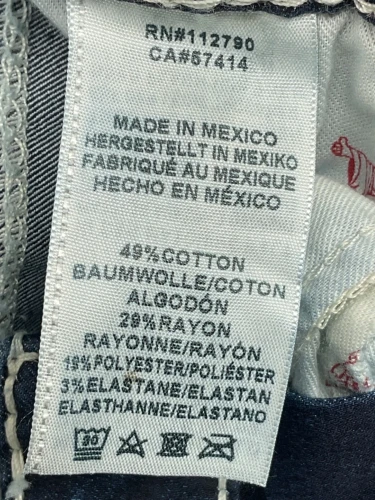 RN#112790
CA#57414
MADE IN MEXICO
HERGESTELLT IN MEXIKO
FABRIQUÉ AU MEXIQUE
HECHO EN MÉXICO
49%COTTON
BAUMWOLLE/COTON
ALGODÓN
29%RAYON
RAYONNE/RAYÓN
19%POLYESTER/POLIÉSTER
3%ELASTANE/ELASTAN
ELASTHANNE/ELASTANO
30